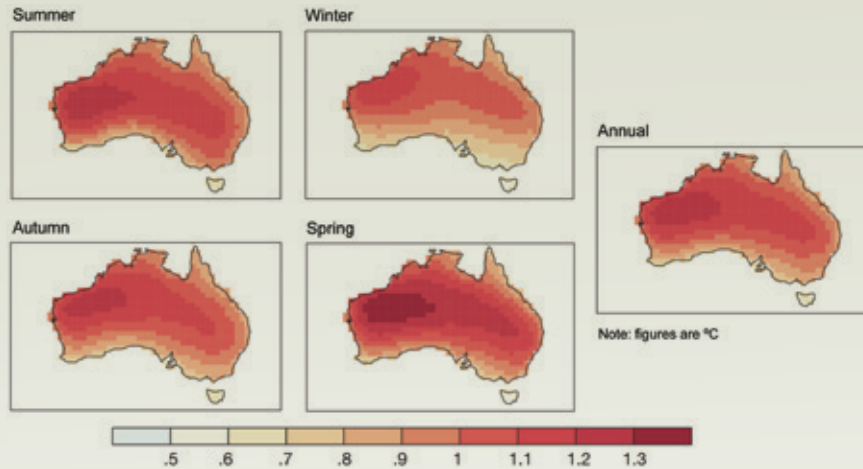 Summer
Winter
Annual
Autumn
Spring
Note: figures are ºC
.5 .6 .7 .8 .9 1 1.1 1.2 1.3